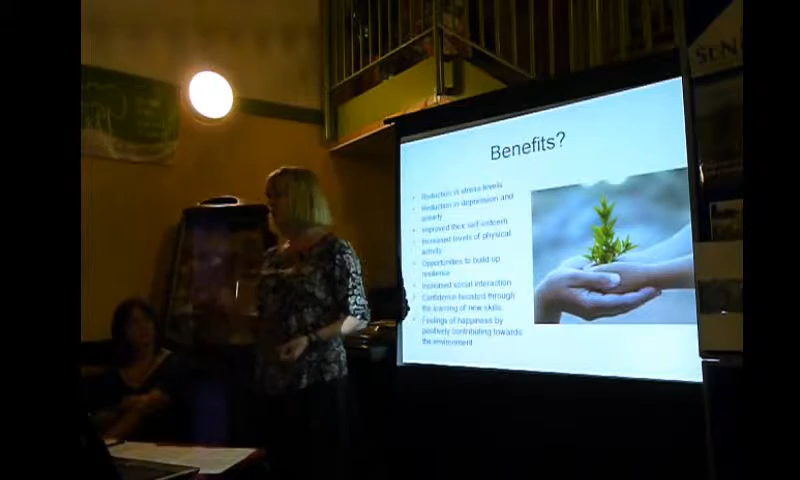 Benefits?
• Reduction in stress levels
• Reduction in depression and
anxiety
• Improved their self-esteem
• Increased levels of physical
activity
• Opportunities to build up
resilience
• Increased social interaction
• Confidence boosted through
the learning of new skills
• Feelings of happiness by
positively contributing towards
the environment